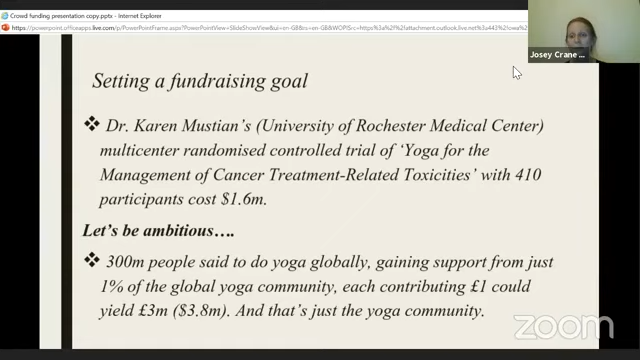 Crowd funding presentation copy.pptx - Internet Explorer
Setting a fundraising goal
❖ Dr. Karen Mustian's (University of Rochester Medical Center)
multicenter randomised controlled trial of 'Yoga for the
Management of Cancer Treatment-Related Toxicities' with 410
participants cost $1.6m.
Let's be ambitious….
❖ 300m people said to do yoga globally, gaining support from just
1% of the global yoga community, each contributing £1 could
yield £3m ($3.8m). And that's just the yoga community.
Josey Crane ...
zoom